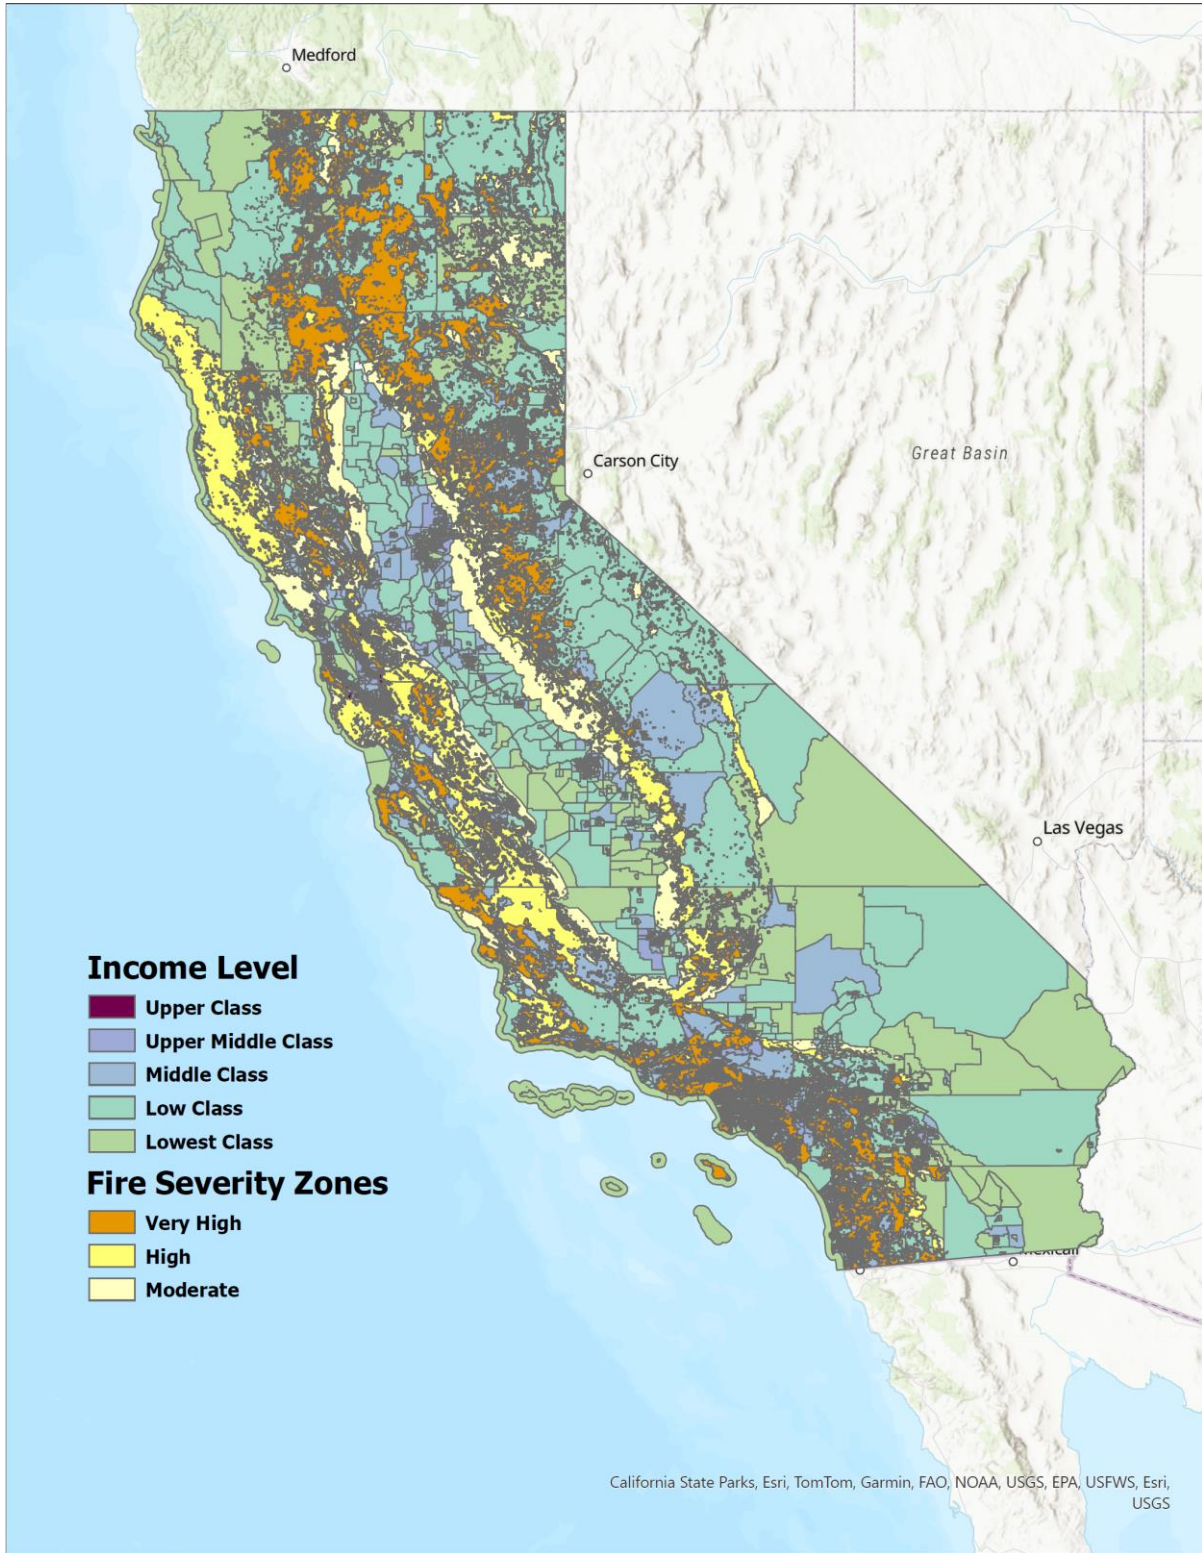 Medford
Carson City
Great Basin
Las Vegas
Income Level
Upper Class
Upper Middle Class
Middle Class
Low Class
Lowest Class
Fire Severity Zones
Very High
High
Moderate
Mexicali
California State Parks, Esri, TomTom, Garmin, FAO, NOAA, USGS, EPA, USFWS, Esri,
USGS